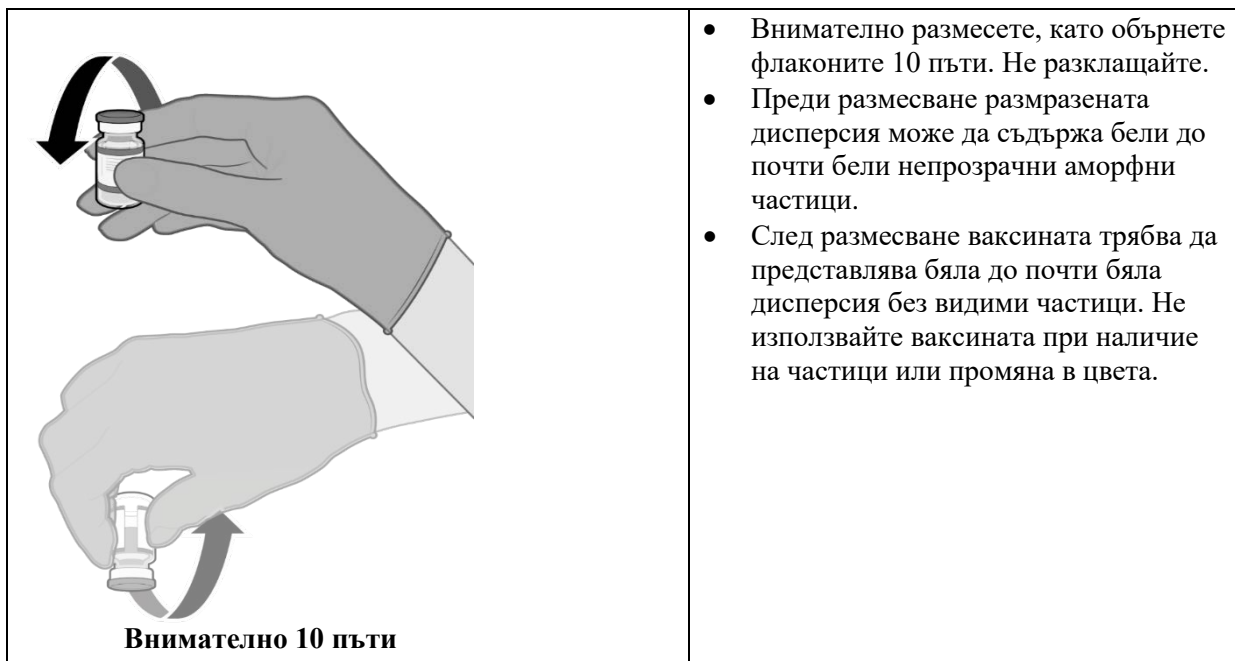 • Внимателно размесете, като обърнете
флаконите 10 пъти. Не разклащайте.
• Преди размесване размразената
дисперсия може да съдържа бели до
почти бели непрозрачни аморфни
частици.
• След размесване ваксината трябва да
представлява бяла до почти бяла
дисперсия без видими частици. Не
използвайте ваксината при наличие
на частици или промяна в цвета.
Внимателно 10 пъти